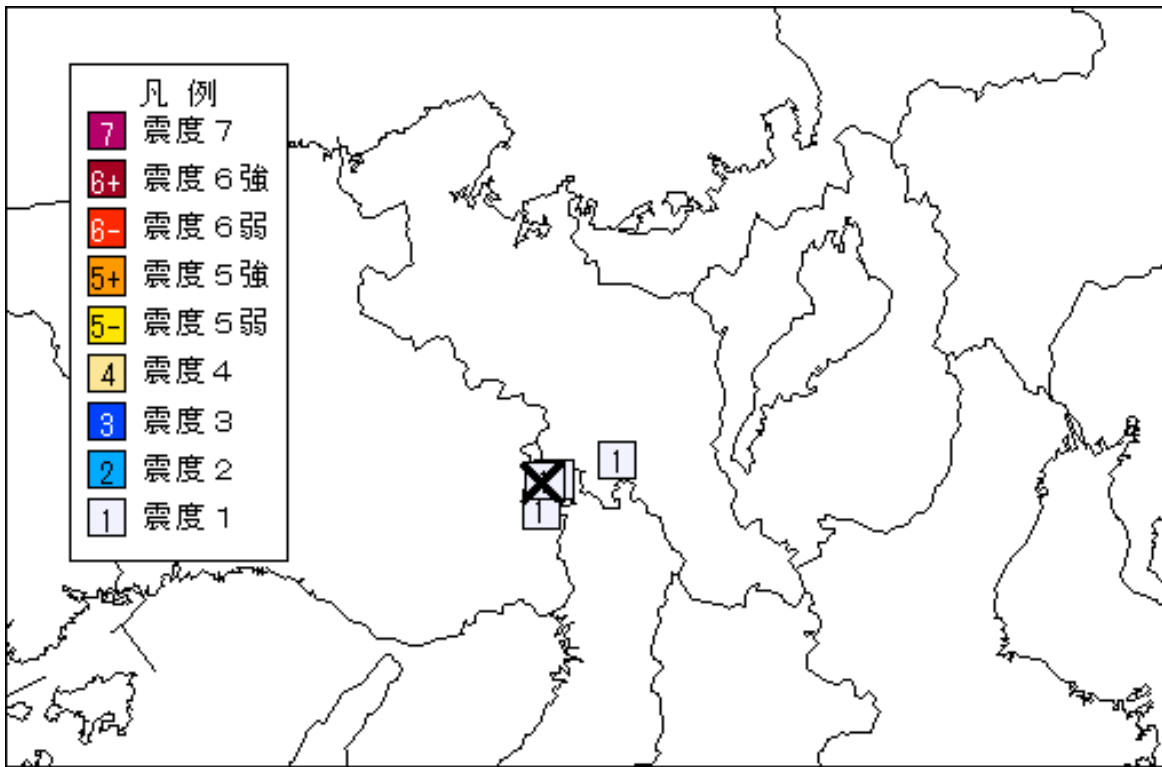 凡 例
7 震度７
6+ 震度６強
6- 震度６弱
5+ 震度５強
5- 震度５弱
4 震度４
3 震度３
2 震度２
1 震度１
1
1